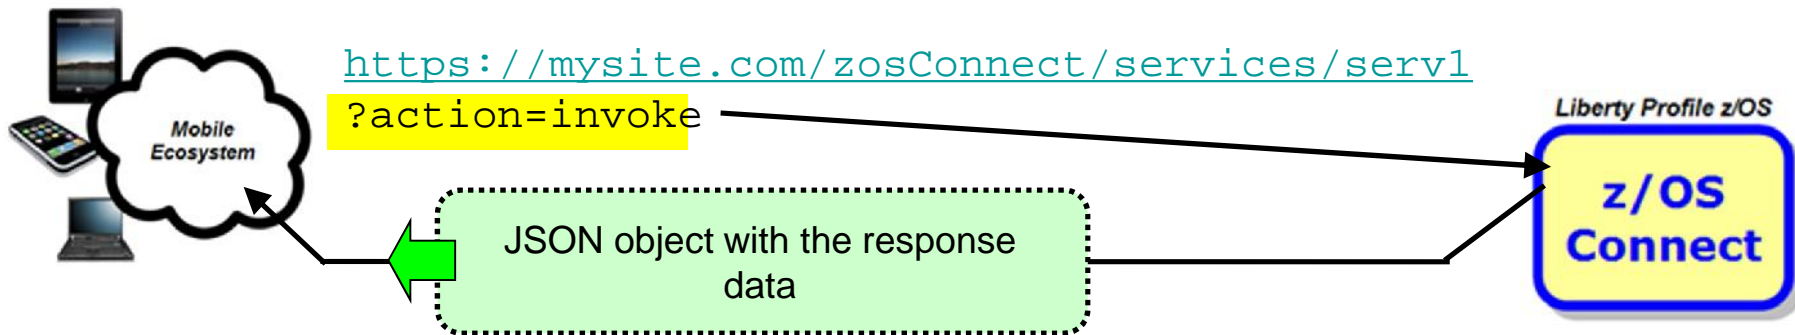 https://mysite.com/zosConnect/services/serv1
?action=invoke
Mobile
Ecosystem
Liberty Profile z/OS
z/OS
Connect
JSON object with the response
data